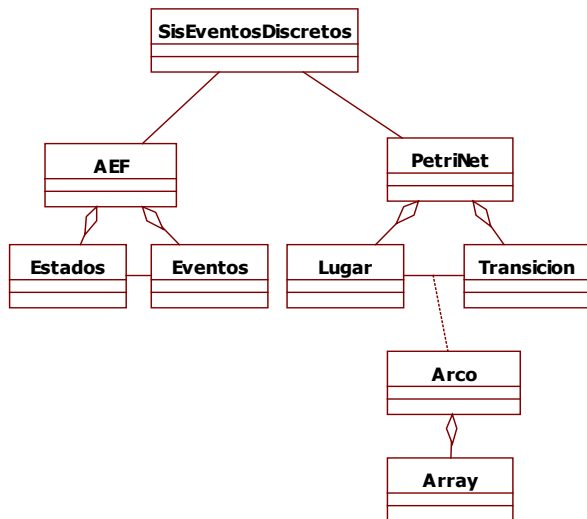 SisEventosDiscretos
AEF
PetriNet
Estados
Eventos
Lugar
Transicion
Arco
Array